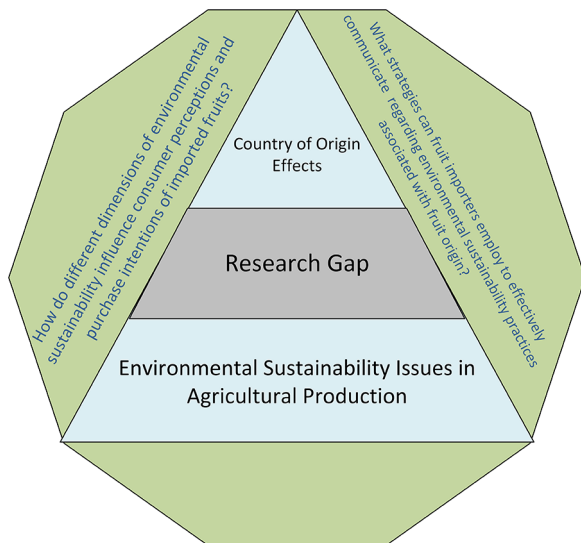 How do different dimensions of environmental
sustainability influence consumer perceptions and
purchase intentions of imported fruits?
What strategies can fruit importers employ to effectively
communicate regarding environmental sustainability practices
associated with fruit origin?
Country of Origin
Effects
Research Gap
Environmental Sustainability Issues in
Agricultural Production